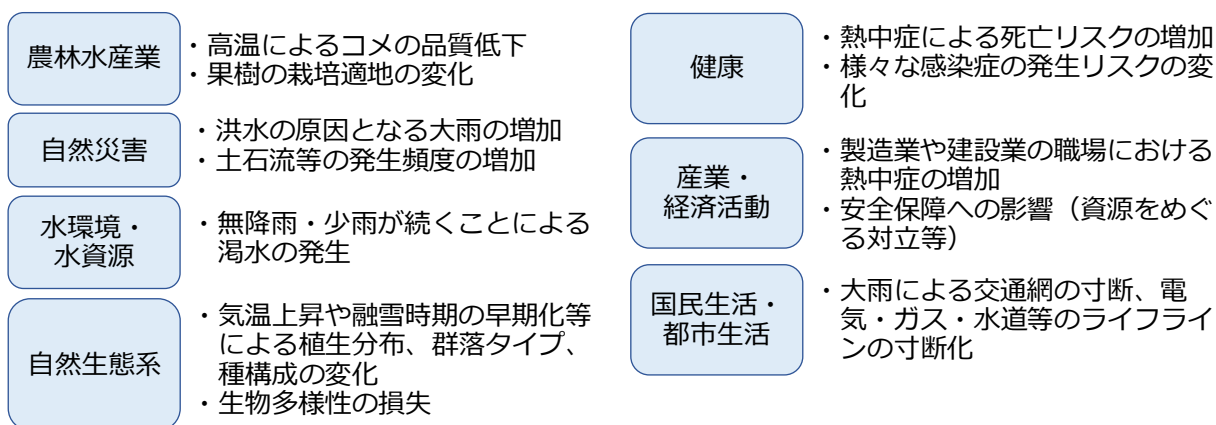 農林水産業
・高温によるコメの品質低下
・果樹の栽培適地の変化
自然災害
・洪水の原因となる大雨の増加
・土石流等の発生頻度の増加
水環境・
水資源
・無降雨・少雨が続くことによる
渇水の発生
自然生態系
・気温上昇や融雪時期の早期化等
による植生分布、群落タイプ、
種構成の変化
・生物多様性の損失
健康
・熱中症による死亡リスクの増加
・様々な感染症の発生リスクの変
化
産業・
経済活動
・製造業や建設業の職場における
熱中症の増加
・安全保障への影響（資源をめぐ
る対立等）
国民生活・
都市生活
・大雨による交通網の寸断、電
気・ガス・水道等のライフライ
ンの寸断化